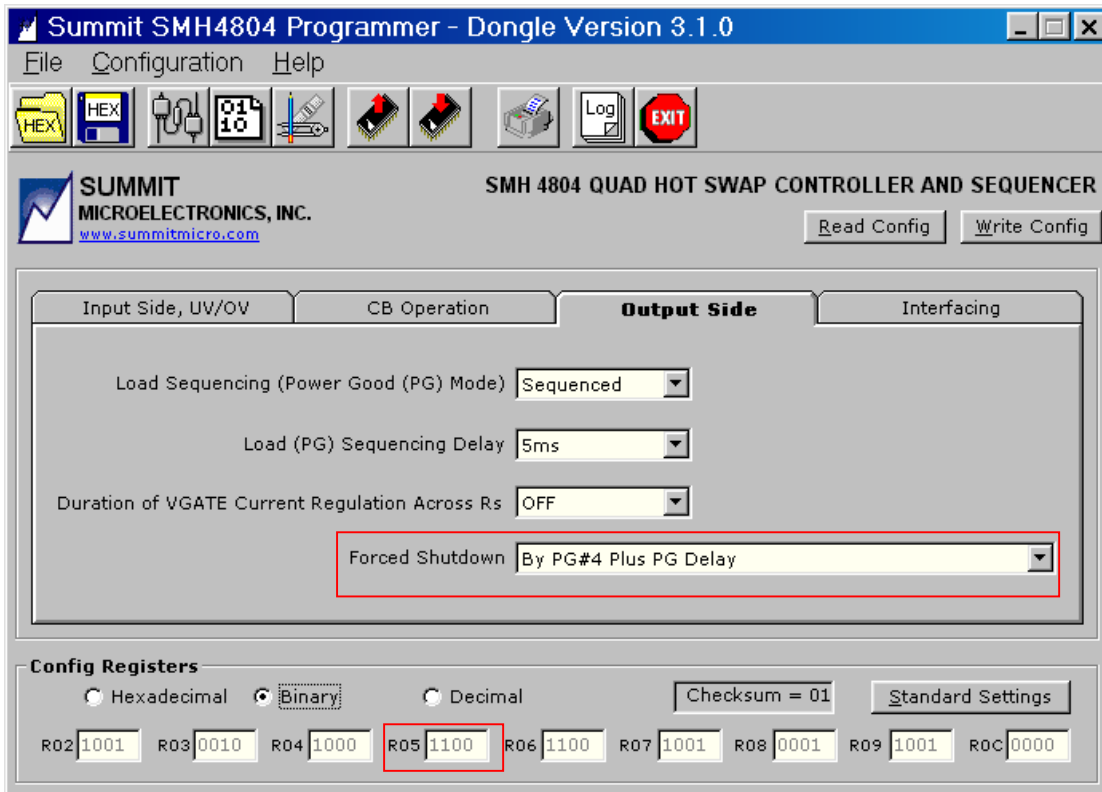 Summit SMH4804 Programmer - Dongle Version 3.1.0
File Configuration Help
HEX HEX 0101 10 Log EXIT
SUMMIT
MICROELECTRONICS, INC.
www.summitmicro.com
SMH 4804 QUAD HOT SWAP CONTROLLER AND SEQUENCER
Read Config Write Config
Input Side, UV/OV CB Operation Output Side Interfacing
Load Sequencing (Power Good (PG) Mode) Sequenced
Load (PG) Sequencing Delay 5ms
Duration of VGATE Current Regulation Across Rs OFF
Forced Shutdown By PG#4 Plus PG Delay
Config Registers
Hexadecimal Binary Decimal Checksum = 01 Standard Settings
R02 1001 R03 0010 R04 1000 R05 1100 R06 1100 R07 1001 R08 0001 R09 1001 R0C 0000